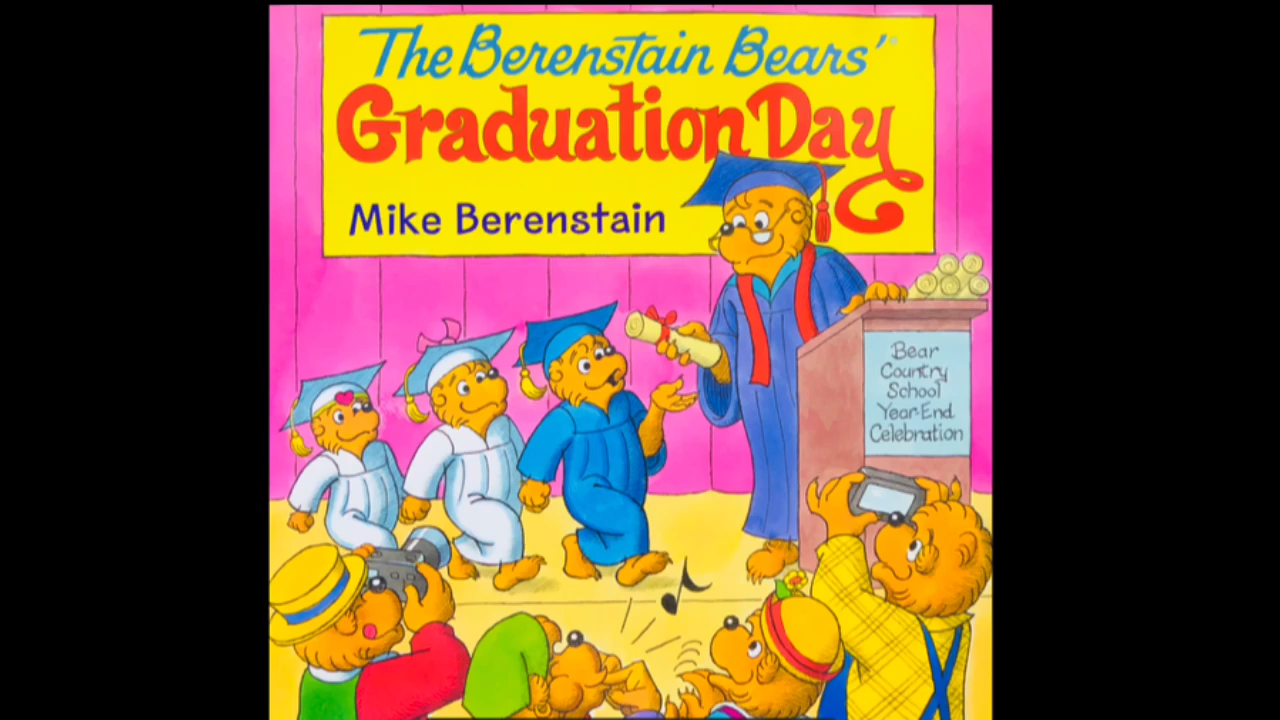 The Berenstain Bears'
Graduation Day
Mike Berenstain
Bear
Country
School
Year-End
Celebration